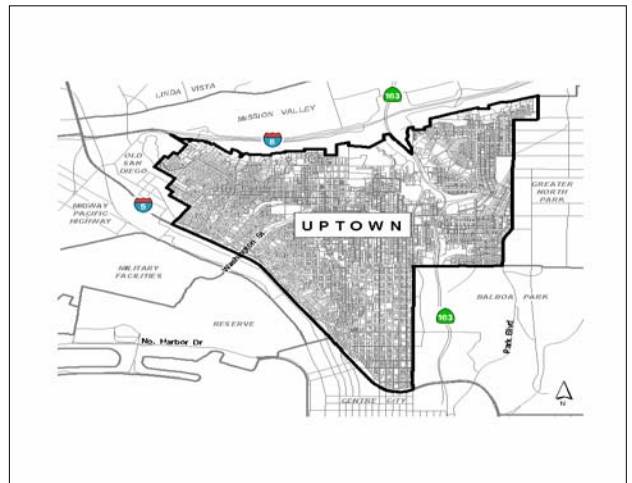 LINDA VISTA
163
MISSION VALLEY
8
OLD
SAN
DIEGO
GREATER
NORTH
PARK
5
MIDWAY
PACIFIC
HIGHWAY
UPTOWN
Washington St
MILITARY
FACILITIES
BALBOA PARK
163
RESERVE
Park Blvd
No. Harbor Dr
CENTRE CITY
N